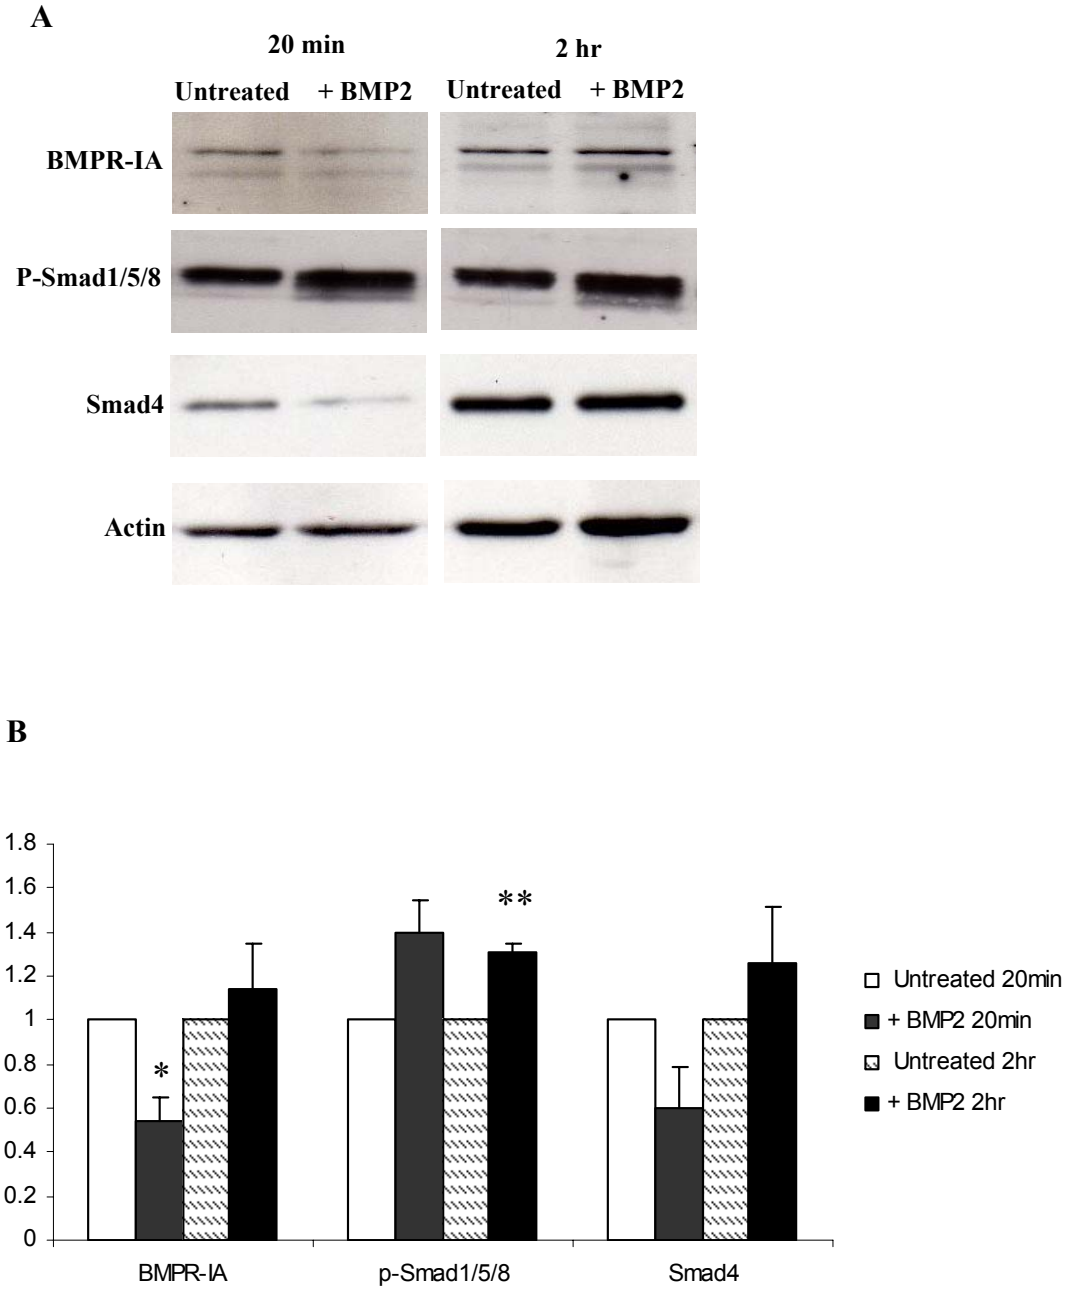 A
20 min 2 hr
Untreated + BMP2 Untreated + BMP2
BMPR-IA
P-Smad1/5/8
Smad4
Actin
B
1.8
1.6
1.4
1.2
1
0.8
0.6
0.4
0.2
0
*
**
BMPR-IA p-Smad1/5/8 Smad4
Untreated 20min
+ BMP2 20min
Untreated 2hr
+ BMP2 2hr